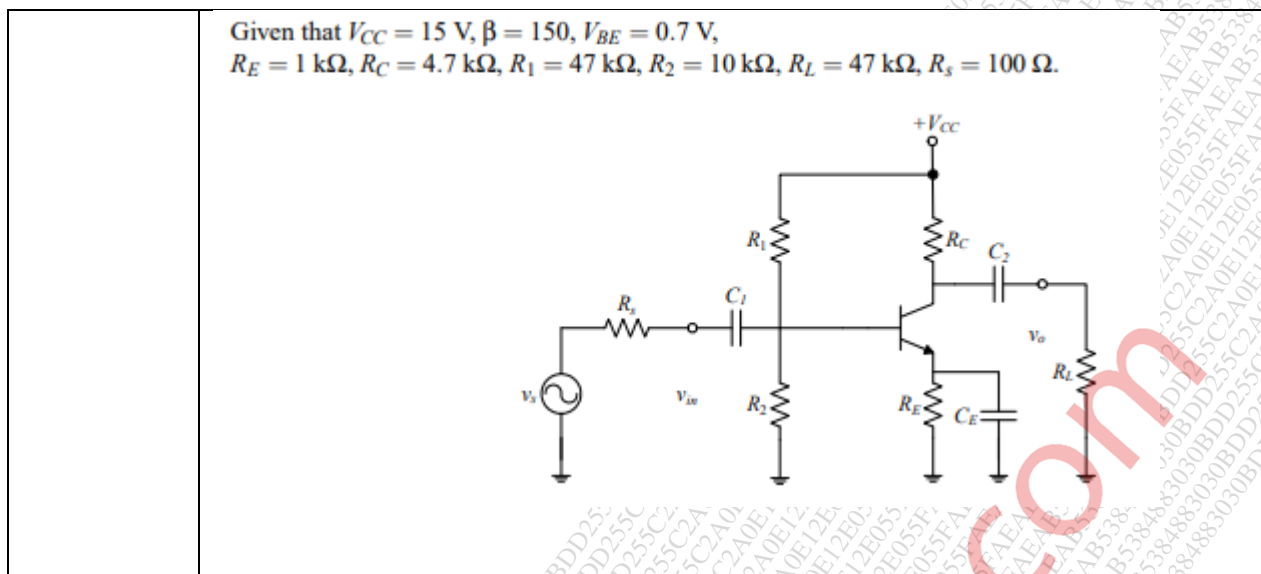 Given that V_CC = 15 V, β = 150, V_BE = 0.7 V,
R_E = 1 kΩ, R_C = 4.7 kΩ, R_1 = 47 kΩ, R_2 = 10 kΩ, R_L = 47 kΩ, R_s = 100 Ω.
+V_CC
R_1
R_C
C_2
R_s
C_1
v_o
v_s
v_in
R_2
R_E
C_E
R_L
com